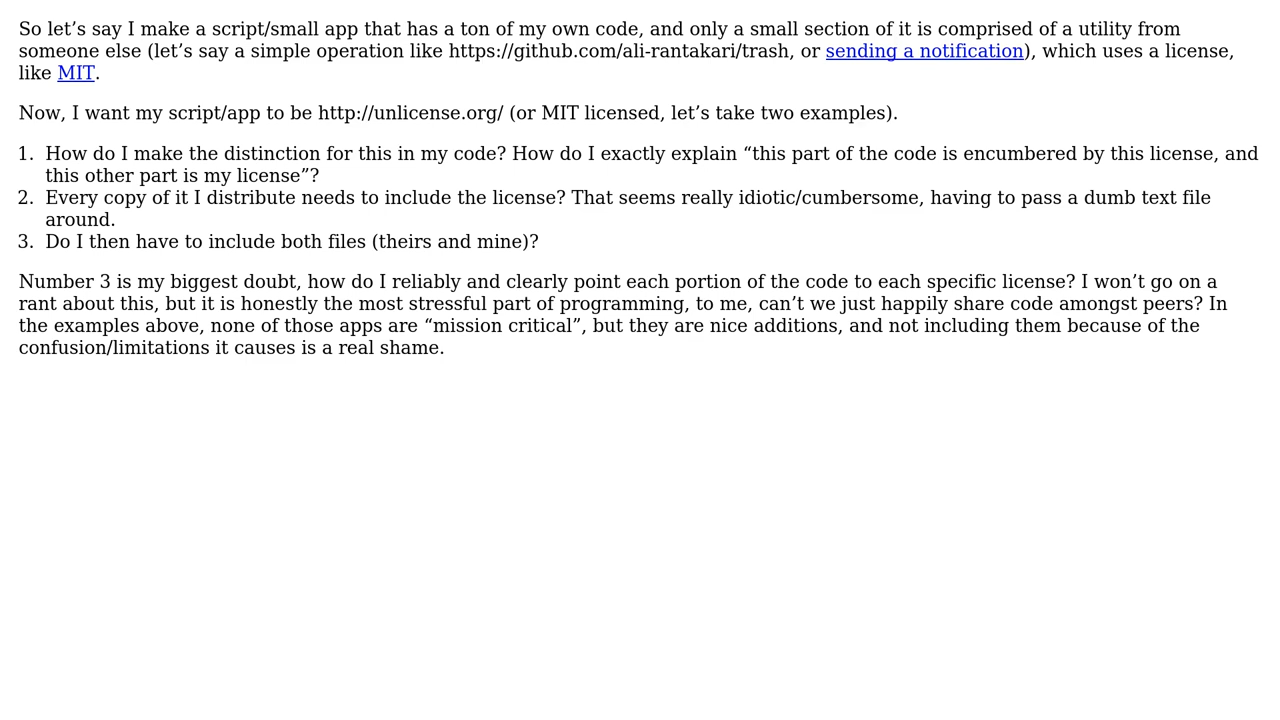 So let’s say I make a script/small app that has a ton of my own code, and only a small section of it is comprised of a utility from
someone else (let’s say a simple operation like https://github.com/ali-rantakari/trash, or sending a notification), which uses a license,
like MIT.
Now, I want my script/app to be http://unlicense.org/ (or MIT licensed, let’s take two examples).
1. How do I make the distinction for this in my code? How do I exactly explain “this part of the code is encumbered by this license, and
this other part is my license”?
2. Every copy of it I distribute needs to include the license? That seems really idiotic/cumbersome, having to pass a dumb text file
around.
3. Do I then have to include both files (theirs and mine)?
Number 3 is my biggest doubt, how do I reliably and clearly point each portion of the code to each specific license? I won’t go on a
rant about this, but it is honestly the most stressful part of programming, to me, can’t we just happily share code amongst peers? In
the examples above, none of those apps are “mission critical”, but they are nice additions, and not including them because of the
confusion/limitations it causes is a real shame.